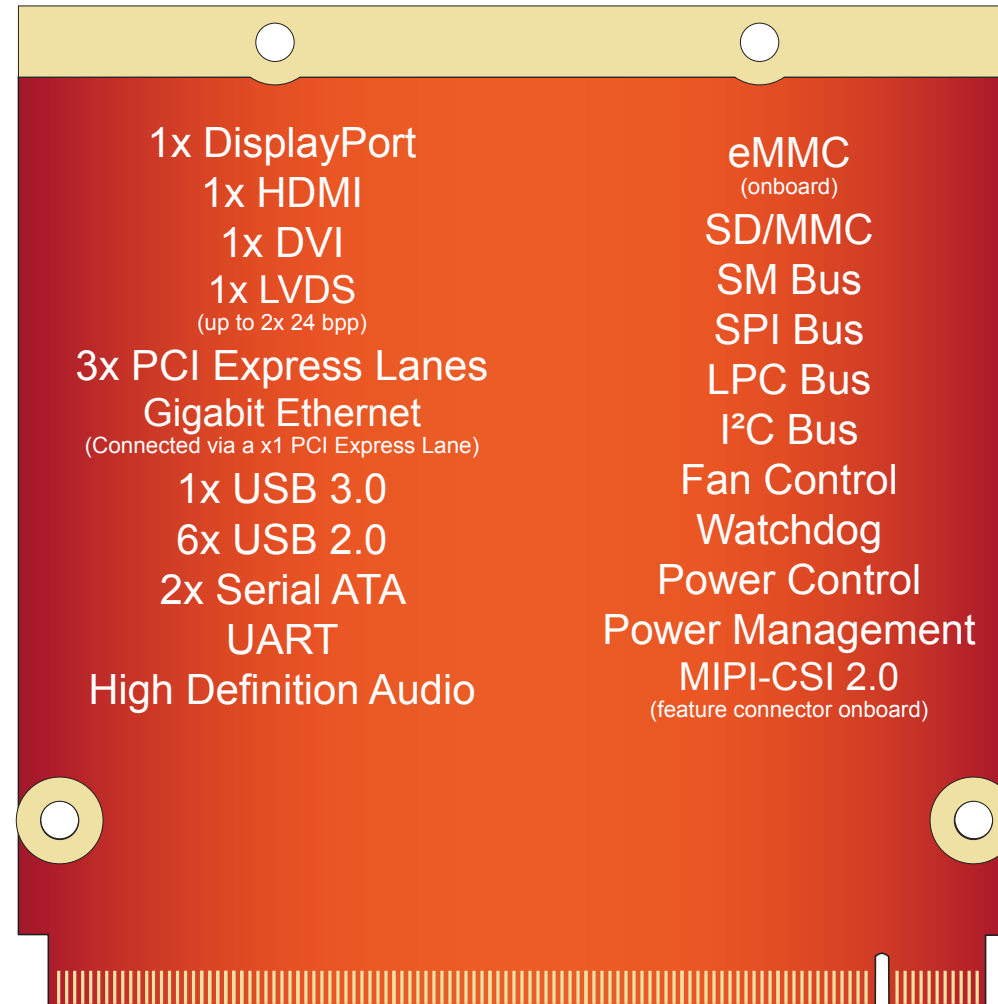 1x DisplayPort
1x HDMI
1x DVI
1x LVDS
(up to 2x 24 bpp)
3x PCI Express Lanes
Gigabit Ethernet
(Connected via a x1 PCI Express Lane)
1x USB 3.0
6x USB 2.0
2x Serial ATA
UART
High Definition Audio
eMMC
(onboard)
SD/MMC
SM Bus
SPI Bus
LPC Bus
I²C Bus
Fan Control
Watchdog
Power Control
Power Management
MIPI-CSI 2.0
(feature connector onboard)